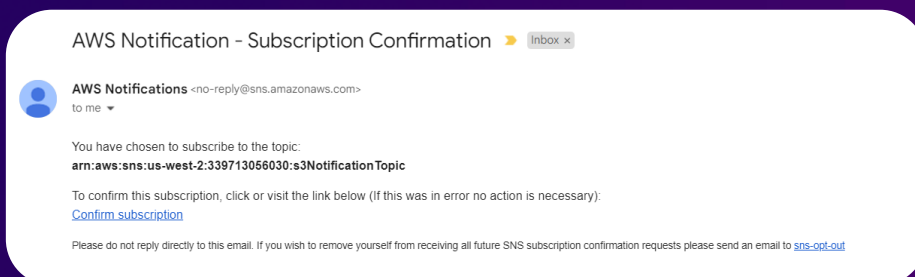 AWS Notification - Subscription Confirmation Inbox ×
AWS Notifications <no-reply@sns.amazonaws.com>
to me
You have chosen to subscribe to the topic:
arn:aws:sns:us-west-2:339713056030:s3NotificationTopic
To confirm this subscription, click or visit the link below (If this was in error no action is necessary):
Confirm subscription
Please do not reply directly to this email. If you wish to remove yourself from receiving all future SNS subscription confirmation requests please send an email to sns-opt-out